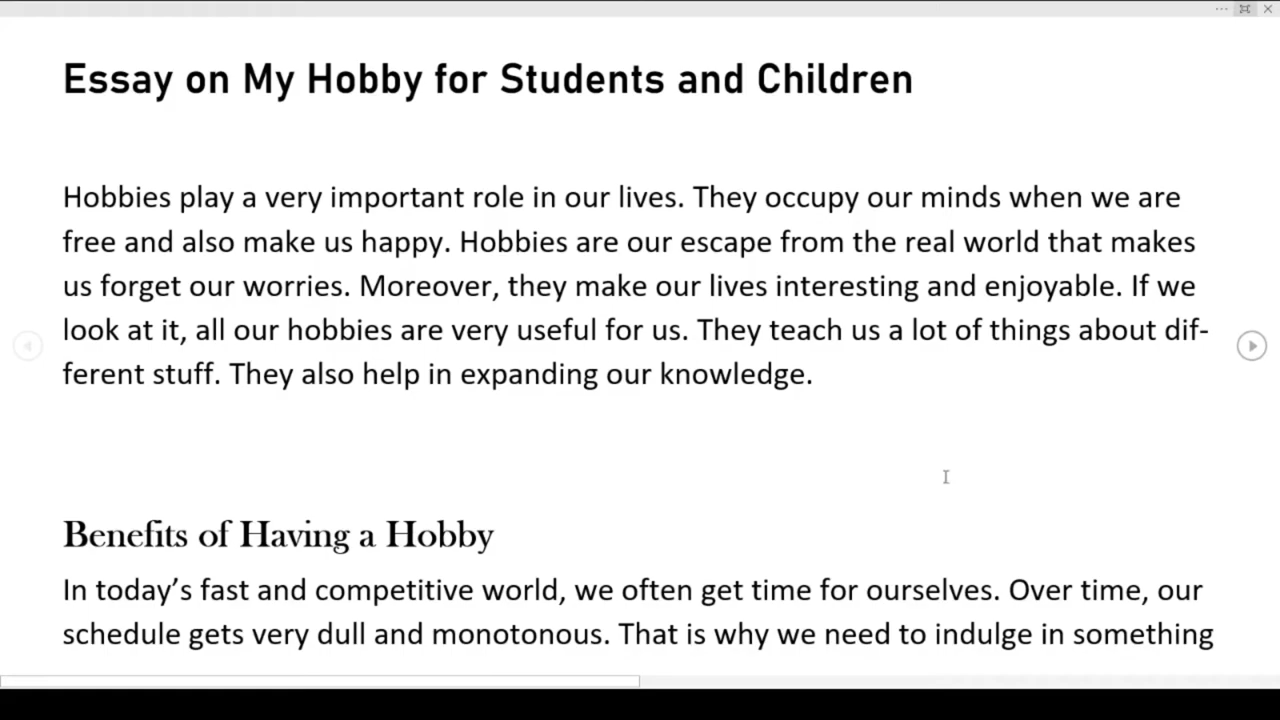 Essay on My Hobby for Students and Children
Hobbies play a very important role in our lives. They occupy our minds when we are
free and also make us happy. Hobbies are our escape from the real world that makes
us forget our worries. Moreover, they make our lives interesting and enjoyable. If we
look at it, all our hobbies are very useful for us. They teach us a lot of things about dif-
ferent stuff. They also help in expanding our knowledge.
Benefits of Having a Hobby
In today’s fast and competitive world, we often get time for ourselves. Over time, our
schedule gets very dull and monotonous. That is why we need to indulge in something